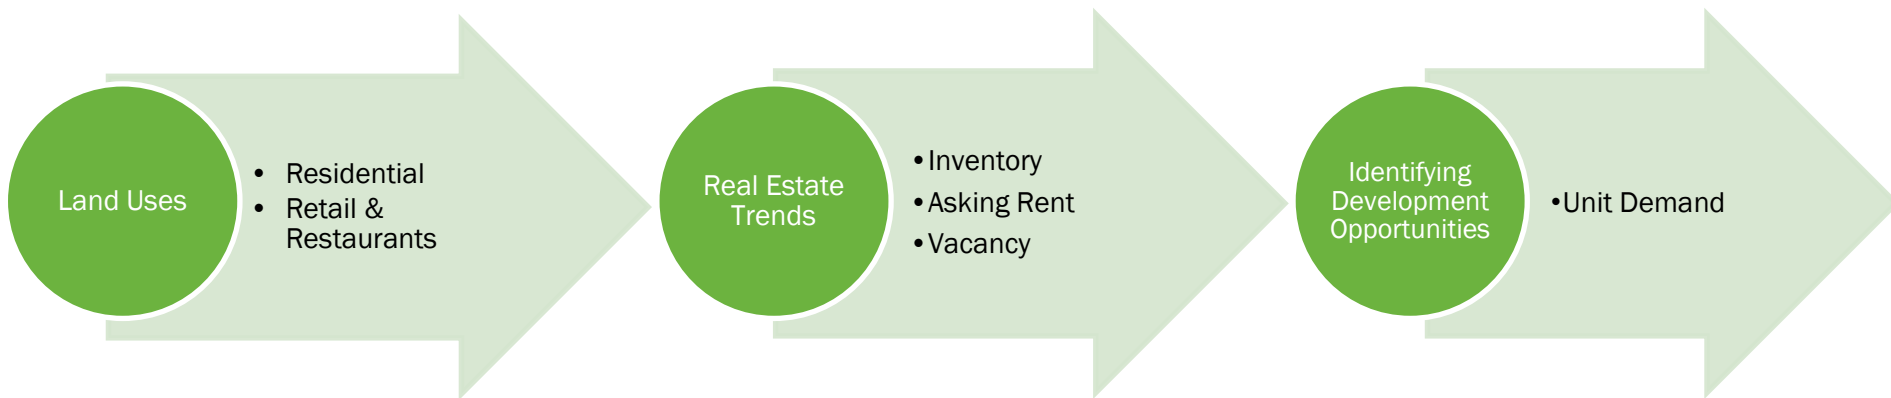 Land Uses
• Residential
• Retail &
Restaurants
Real Estate
Trends
•Inventory
•Asking Rent
•Vacancy
Identifying
Development
Opportunities
•Unit Demand